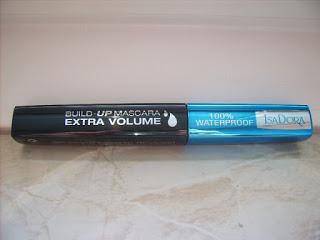 BUILD-UP MASCARA
EXTRA VOLUME
100%
WATERPROOF
ISADORA